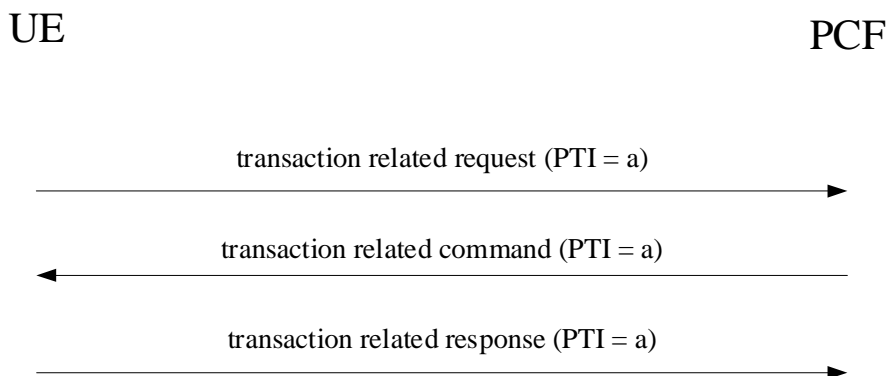 UE
PCF
transaction related request (PTI = a)
transaction related command (PTI = a)
transaction related response (PTI = a)